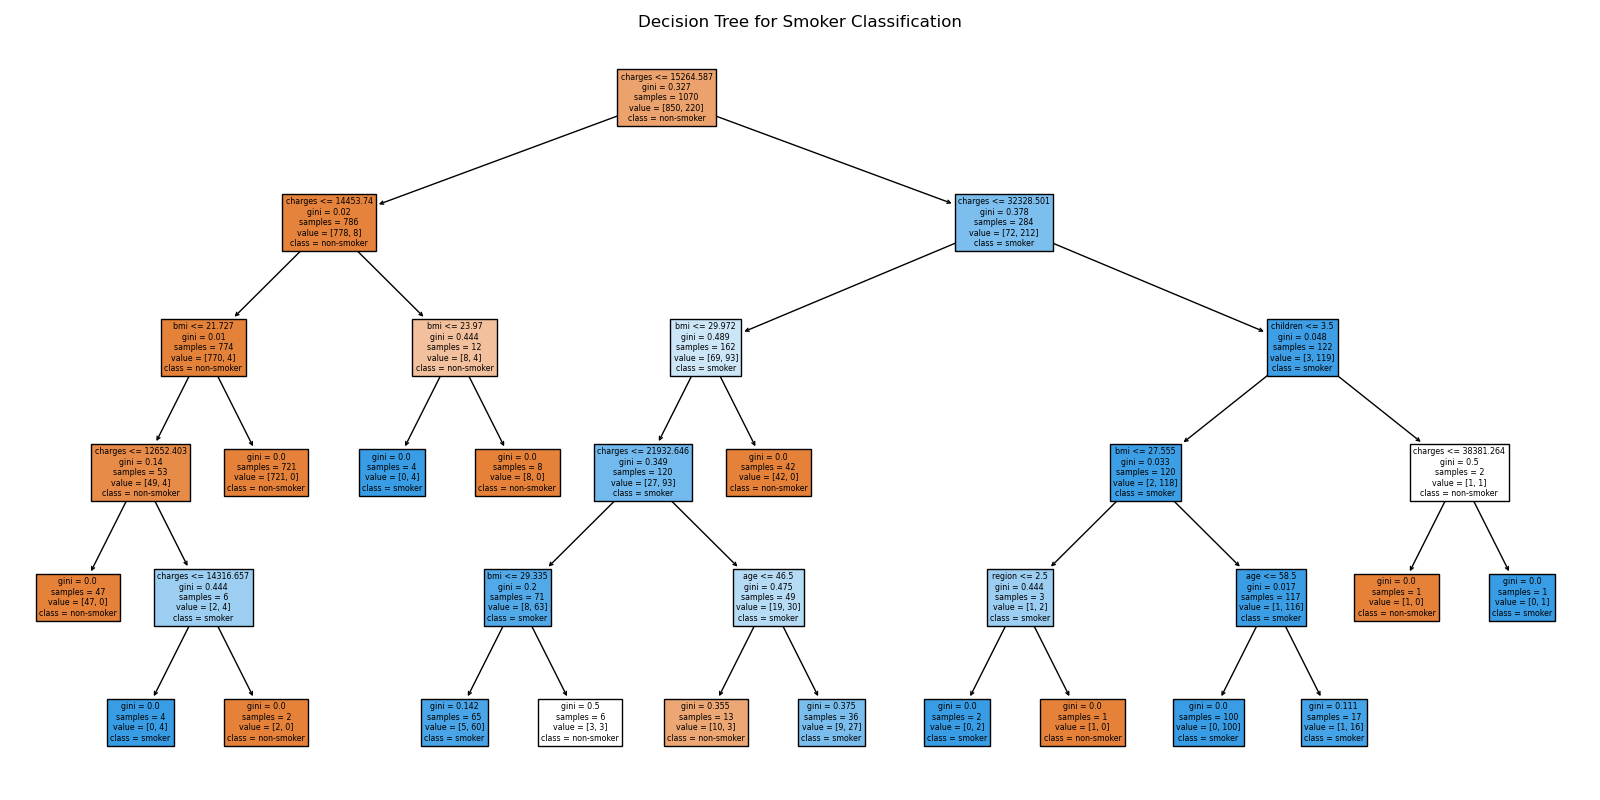 Decision Tree for Smoker Classification
charges <= 15264.587
gini = 0.327
samples = 1070
value = [850, 220]
class = non-smoker
charges <= 14453.74
gini = 0.02
samples = 786
value = [778, 8]
class = non-smoker
charges <= 32328.501
gini = 0.378
samples = 284
value = [72, 212]
class = smoker
bmi <= 21.727
gini = 0.01
samples = 774
value = [770, 4]
class = non-smoker
bmi <= 23.97
gini = 0.444
samples = 12
value = [8, 4]
class = non-smoker
bmi <= 29.972
gini = 0.489
samples = 162
value = [69, 93]
class = smoker
children <= 3.5
gini = 0.048
samples = 122
value = [3, 119]
class = smoker
charges <= 12652.403
gini = 0.14
samples = 53
value = [49, 4]
class = non-smoker
gini = 0.0
samples = 721
value = [721, 0]
class = non-smoker
gini = 0.0
samples = 4
value = [0, 4]
class = smoker
gini = 0.0
samples = 8
value = [8, 0]
class = non-smoker
charges <= 21932.646
gini = 0.349
samples = 120
value = [27, 93]
class = smoker
gini = 0.0
samples = 42
value = [42, 0]
class = non-smoker
bmi <= 27.555
gini = 0.033
samples = 120
value = [2, 118]
class = smoker
charges <= 38381.264
gini = 0.5
samples = 2
value = [1, 1]
class = non-smoker
gini = 0.0
samples = 47
value = [47, 0]
class = non-smoker
charges <= 14316.657
gini = 0.444
samples = 6
value = [2, 4]
class = smoker
bmi <= 29.335
gini = 0.2
samples = 71
value = [8, 63]
class = smoker
age <= 46.5
gini = 0.475
samples = 49
value = [19, 30]
class = smoker
region <= 2.5
gini = 0.444
samples = 3
value = [1, 2]
class = smoker
age <= 58.5
gini = 0.017
samples = 117
value = [1, 116]
class = smoker
gini = 0.0
samples = 1
value = [1, 0]
class = non-smoker
gini = 0.0
samples = 1
value = [0, 1]
class = smoker
gini = 0.0
samples = 4
value = [0, 4]
class = smoker
gini = 0.0
samples = 2
value = [2, 0]
class = non-smoker
gini = 0.142
samples = 65
value = [5, 60]
class = smoker
gini = 0.5
samples = 6
value = [3, 3]
class = non-smoker
gini = 0.355
samples = 13
value = [10, 3]
class = non-smoker
gini = 0.375
samples = 36
value = [9, 27]
class = smoker
gini = 0.0
samples = 2
value = [0, 2]
class = smoker
gini = 0.0
samples = 1
value = [1, 0]
class = non-smoker
gini = 0.0
samples = 100
value = [0, 100]
class = smoker
gini = 0.111
samples = 17
value = [1, 16]
class = smoker